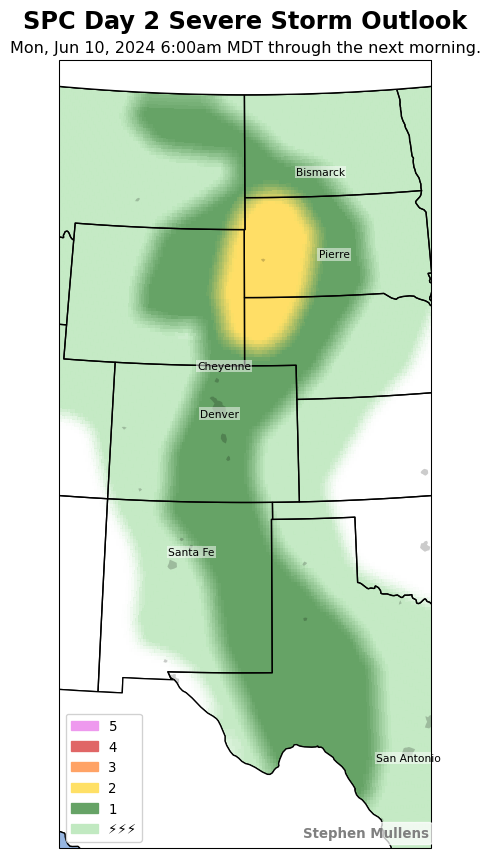 SPC Day 2 Severe Storm Outlook
Mon, Jun 10, 2024 6:00am MDT through the next morning.
Bismarck
Pierre
Cheyenne
Denver
Santa Fe
San Antonio
5
4
3
2
1
⚡⚡⚡
Stephen Mullens